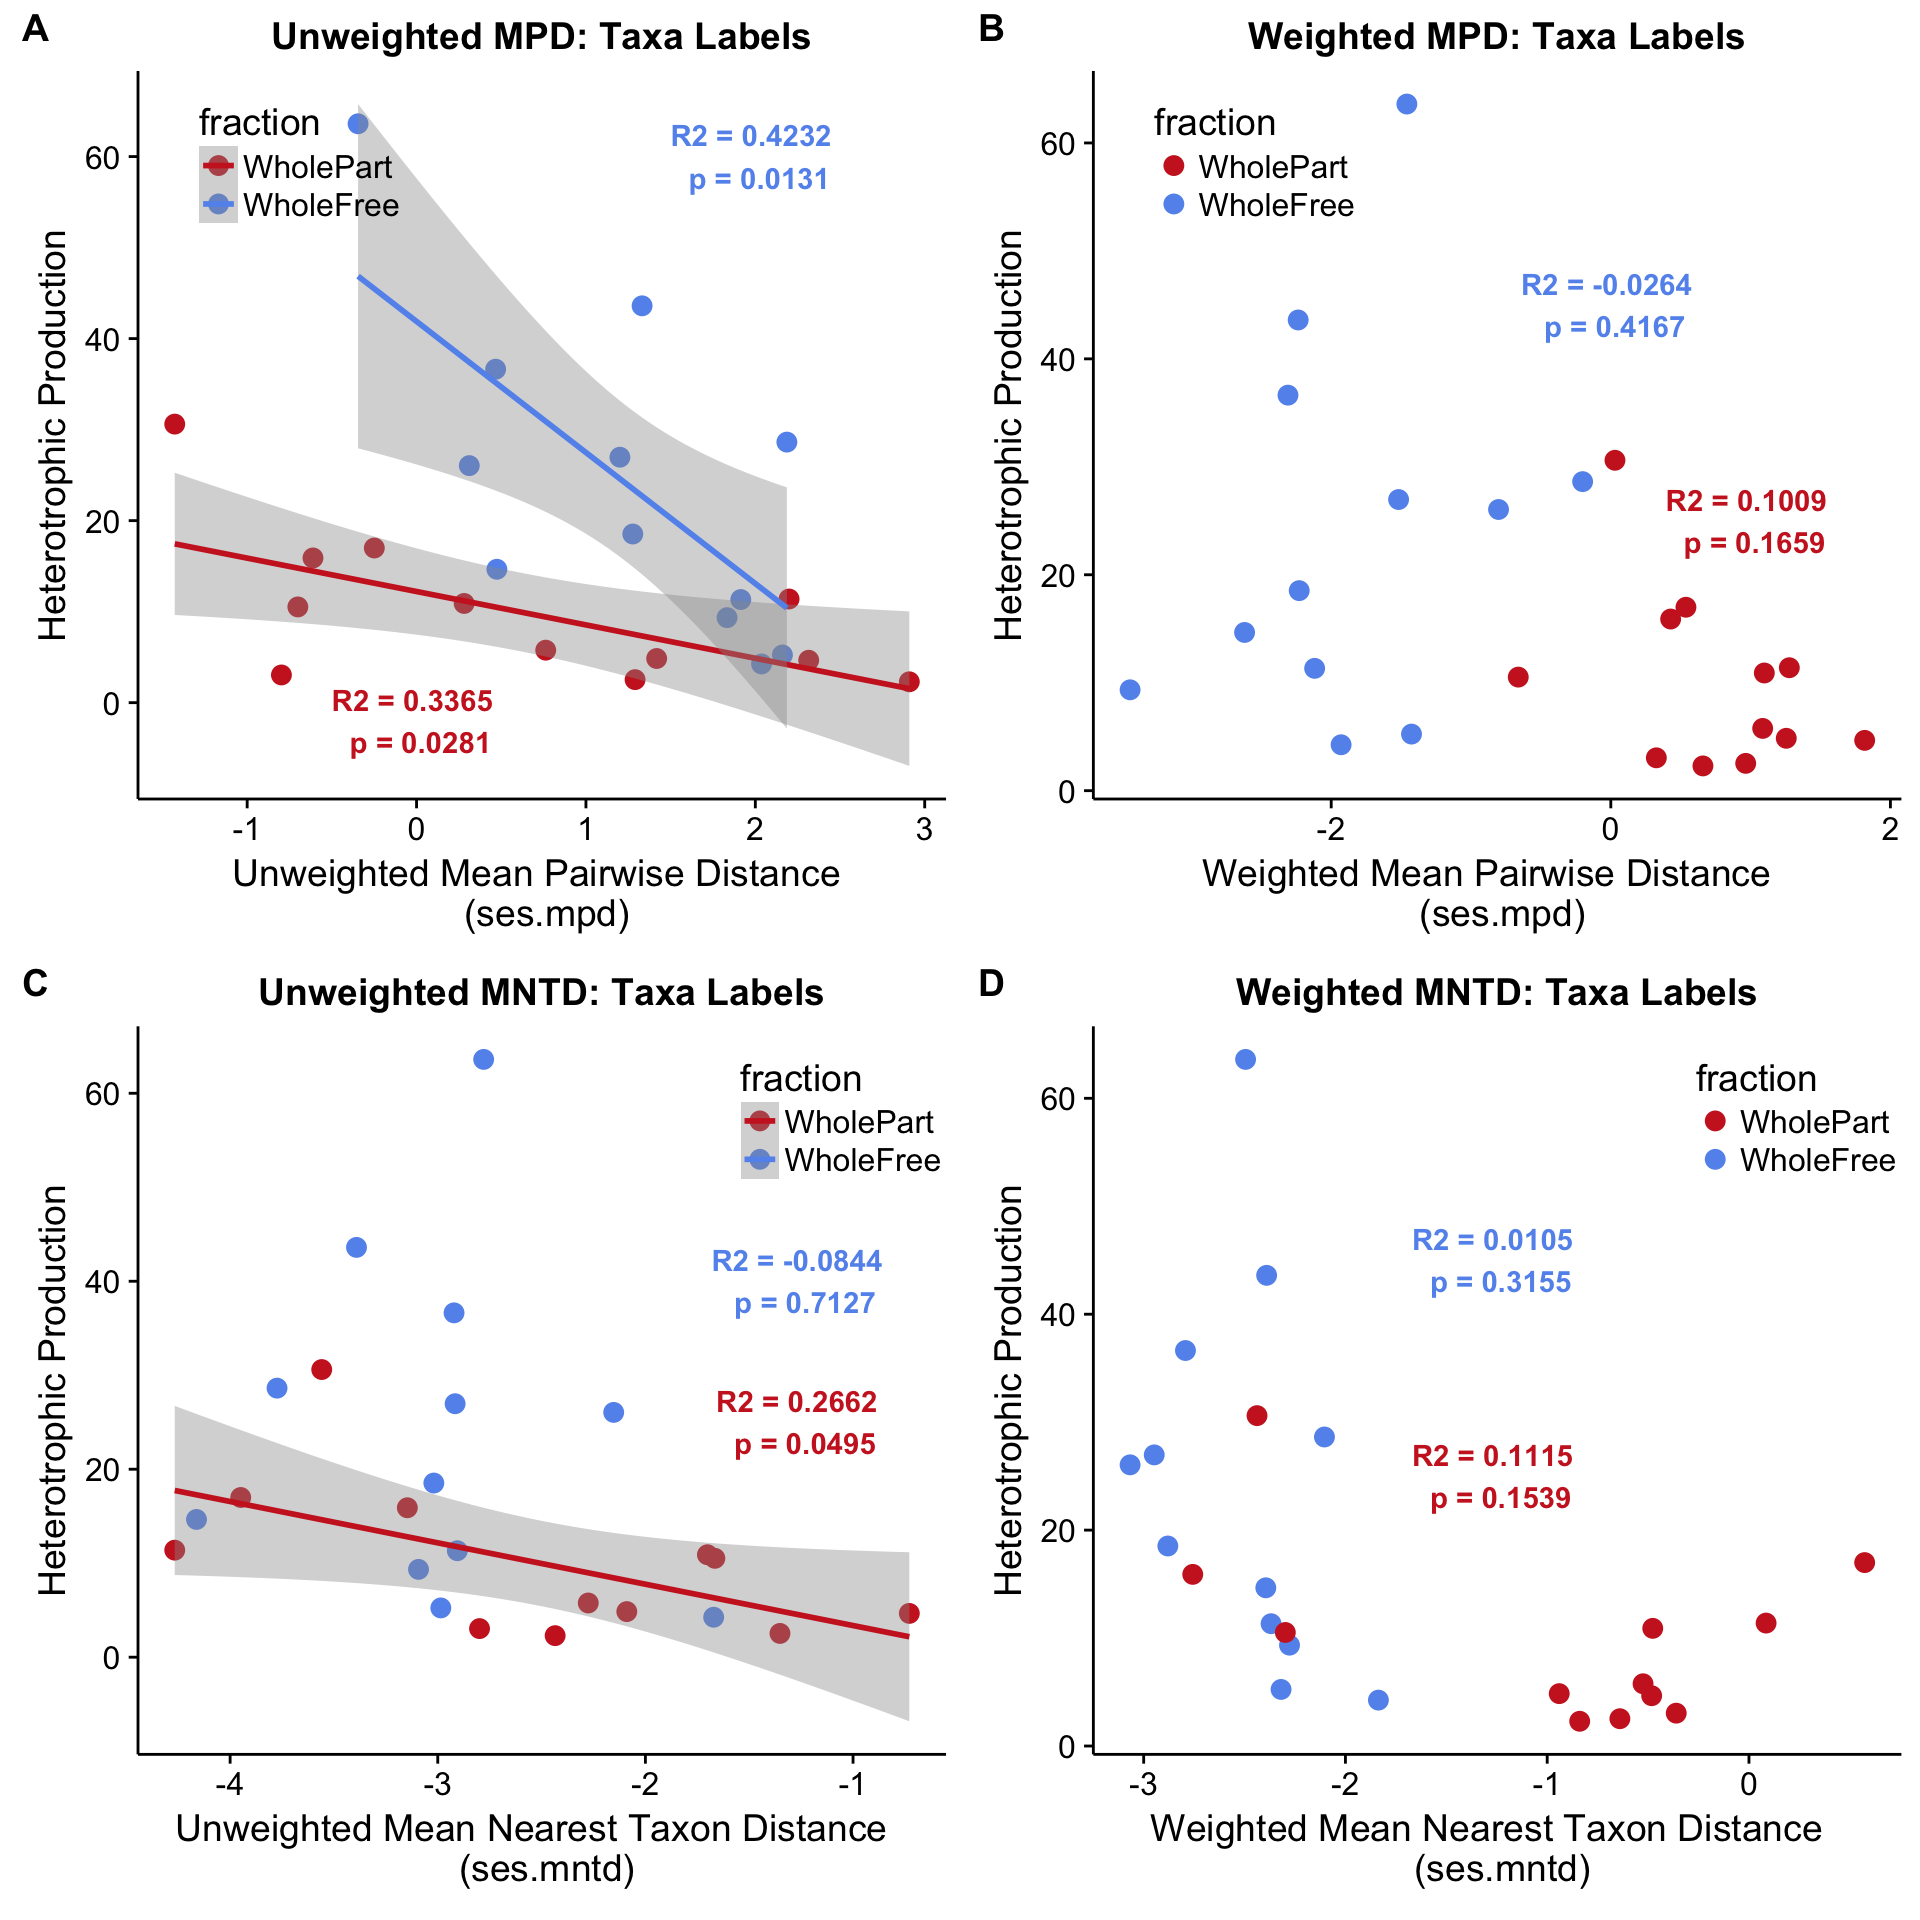 A
Unweighted MPD: Taxa Labels
fraction
WholePart
WholeFree
R2 = 0.4232
p = 0.0131
R2 = 0.3365
p = 0.0281
Heterotrophic Production
60
40
20
0
-1 0 1 2 3
Unweighted Mean Pairwise Distance
(ses.mpd)
B
Weighted MPD: Taxa Labels
fraction
WholePart
WholeFree
R2 = -0.0264
p = 0.4167
R2 = 0.1009
p = 0.1659
Heterotrophic Production
60
40
20
0
-2 0 2
Weighted Mean Pairwise Distance
(ses.mpd)
C
Unweighted MNTD: Taxa Labels
fraction
WholePart
WholeFree
R2 = -0.0844
p = 0.7127
R2 = 0.2662
p = 0.0495
Heterotrophic Production
60
40
20
0
-4 -3 -2 -1
Unweighted Mean Nearest Taxon Distance
(ses.mntd)
D
Weighted MNTD: Taxa Labels
fraction
WholePart
WholeFree
R2 = 0.0105
p = 0.3155
R2 = 0.1115
p = 0.1539
Heterotrophic Production
60
40
20
0
-3 -2 -1 0
Weighted Mean Nearest Taxon Distance
(ses.mntd)